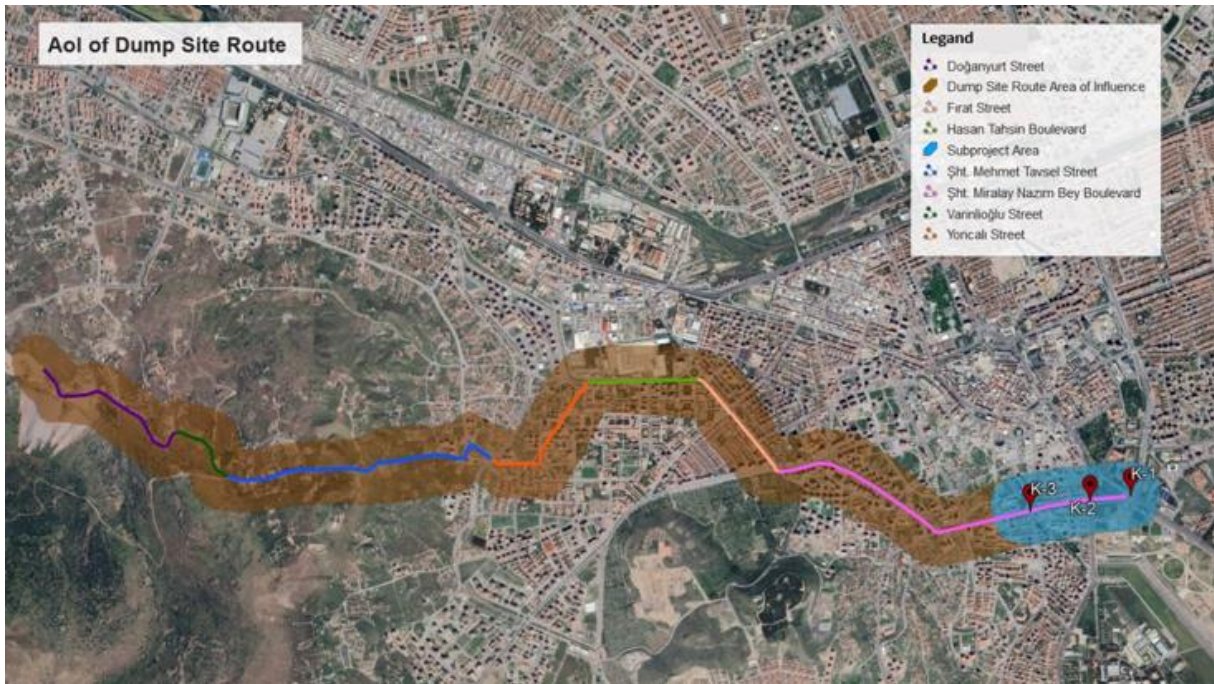 AoI of Dump Site Route
Legand
Doğanyurt Street
Dump Site Route Area of Influence
Fırat Street
Hasan Tahsin Boulevard
Subproject Area
Şht. Mehmet Tavsel Street
Şht. Miralay Nazım Bey Boulevard
Varinlioğlu Street
Yoncalı Street
K-1
K-3
K-2